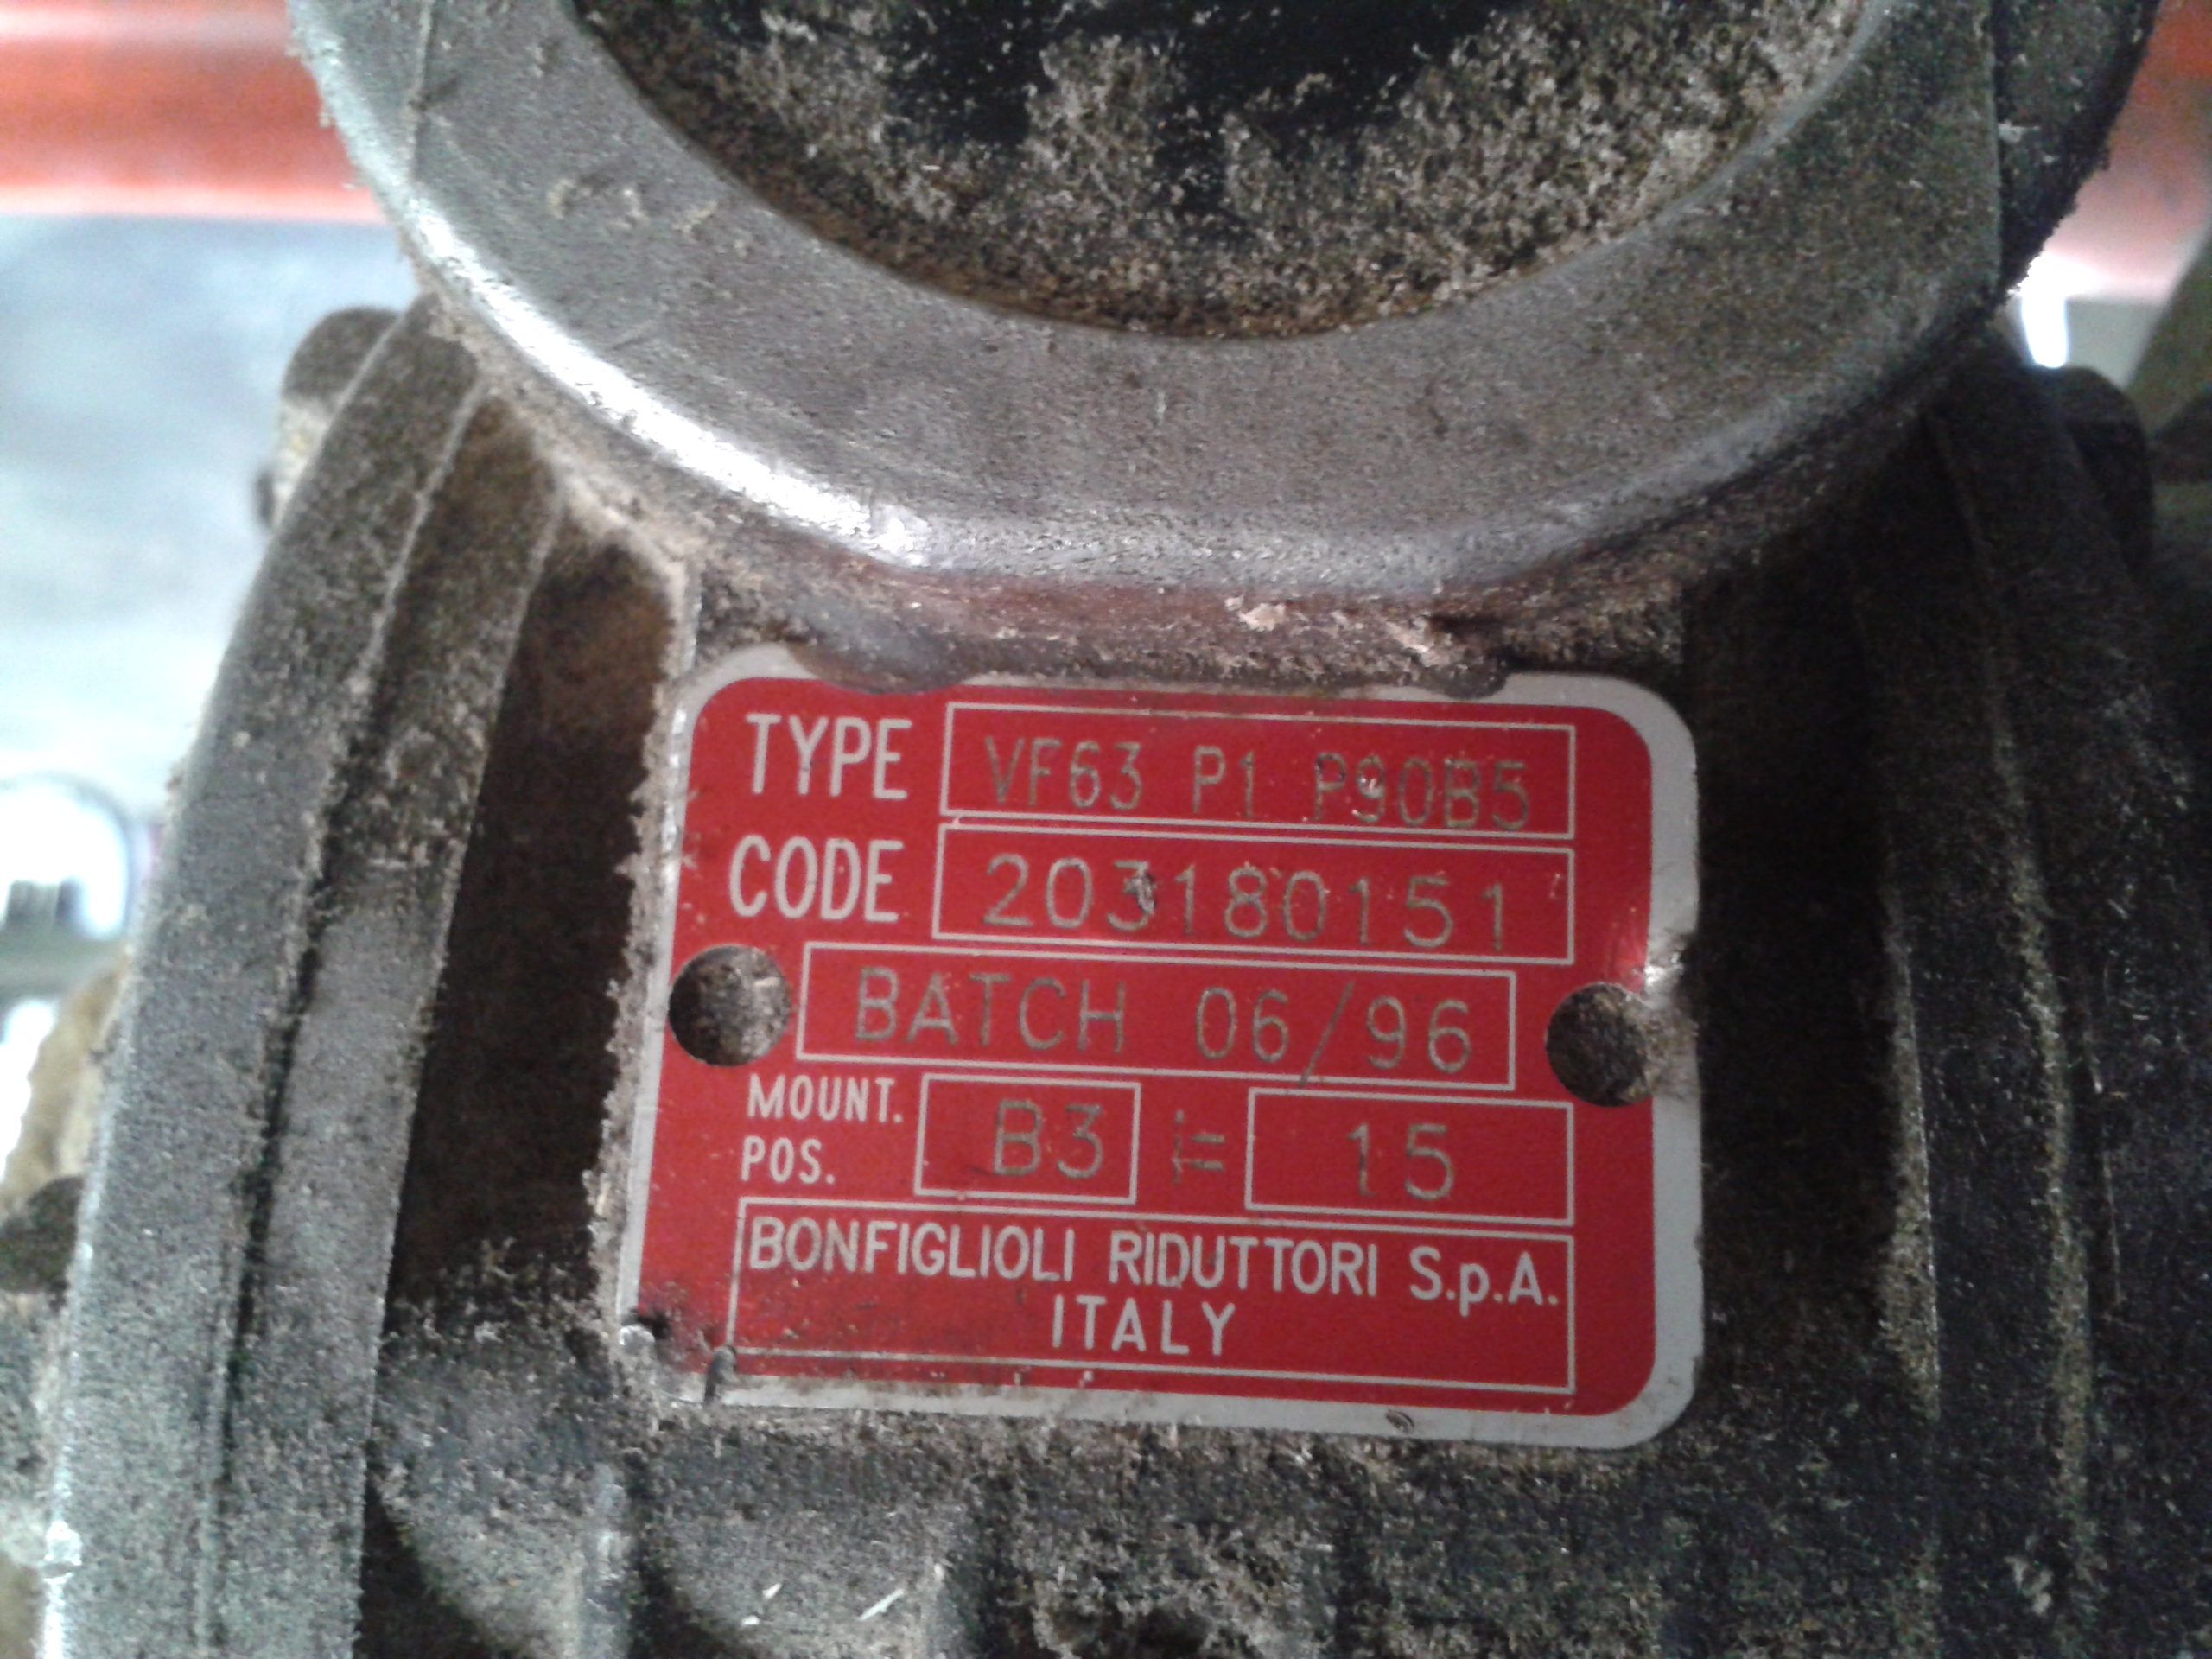 TYPE VF63 P1 P90B5
CODE 203180151
BATCH 06/96
MOUNT. POS. B3 i= 15
BONFIGLIOLI RIDUTTORI S.p.A.
ITALY